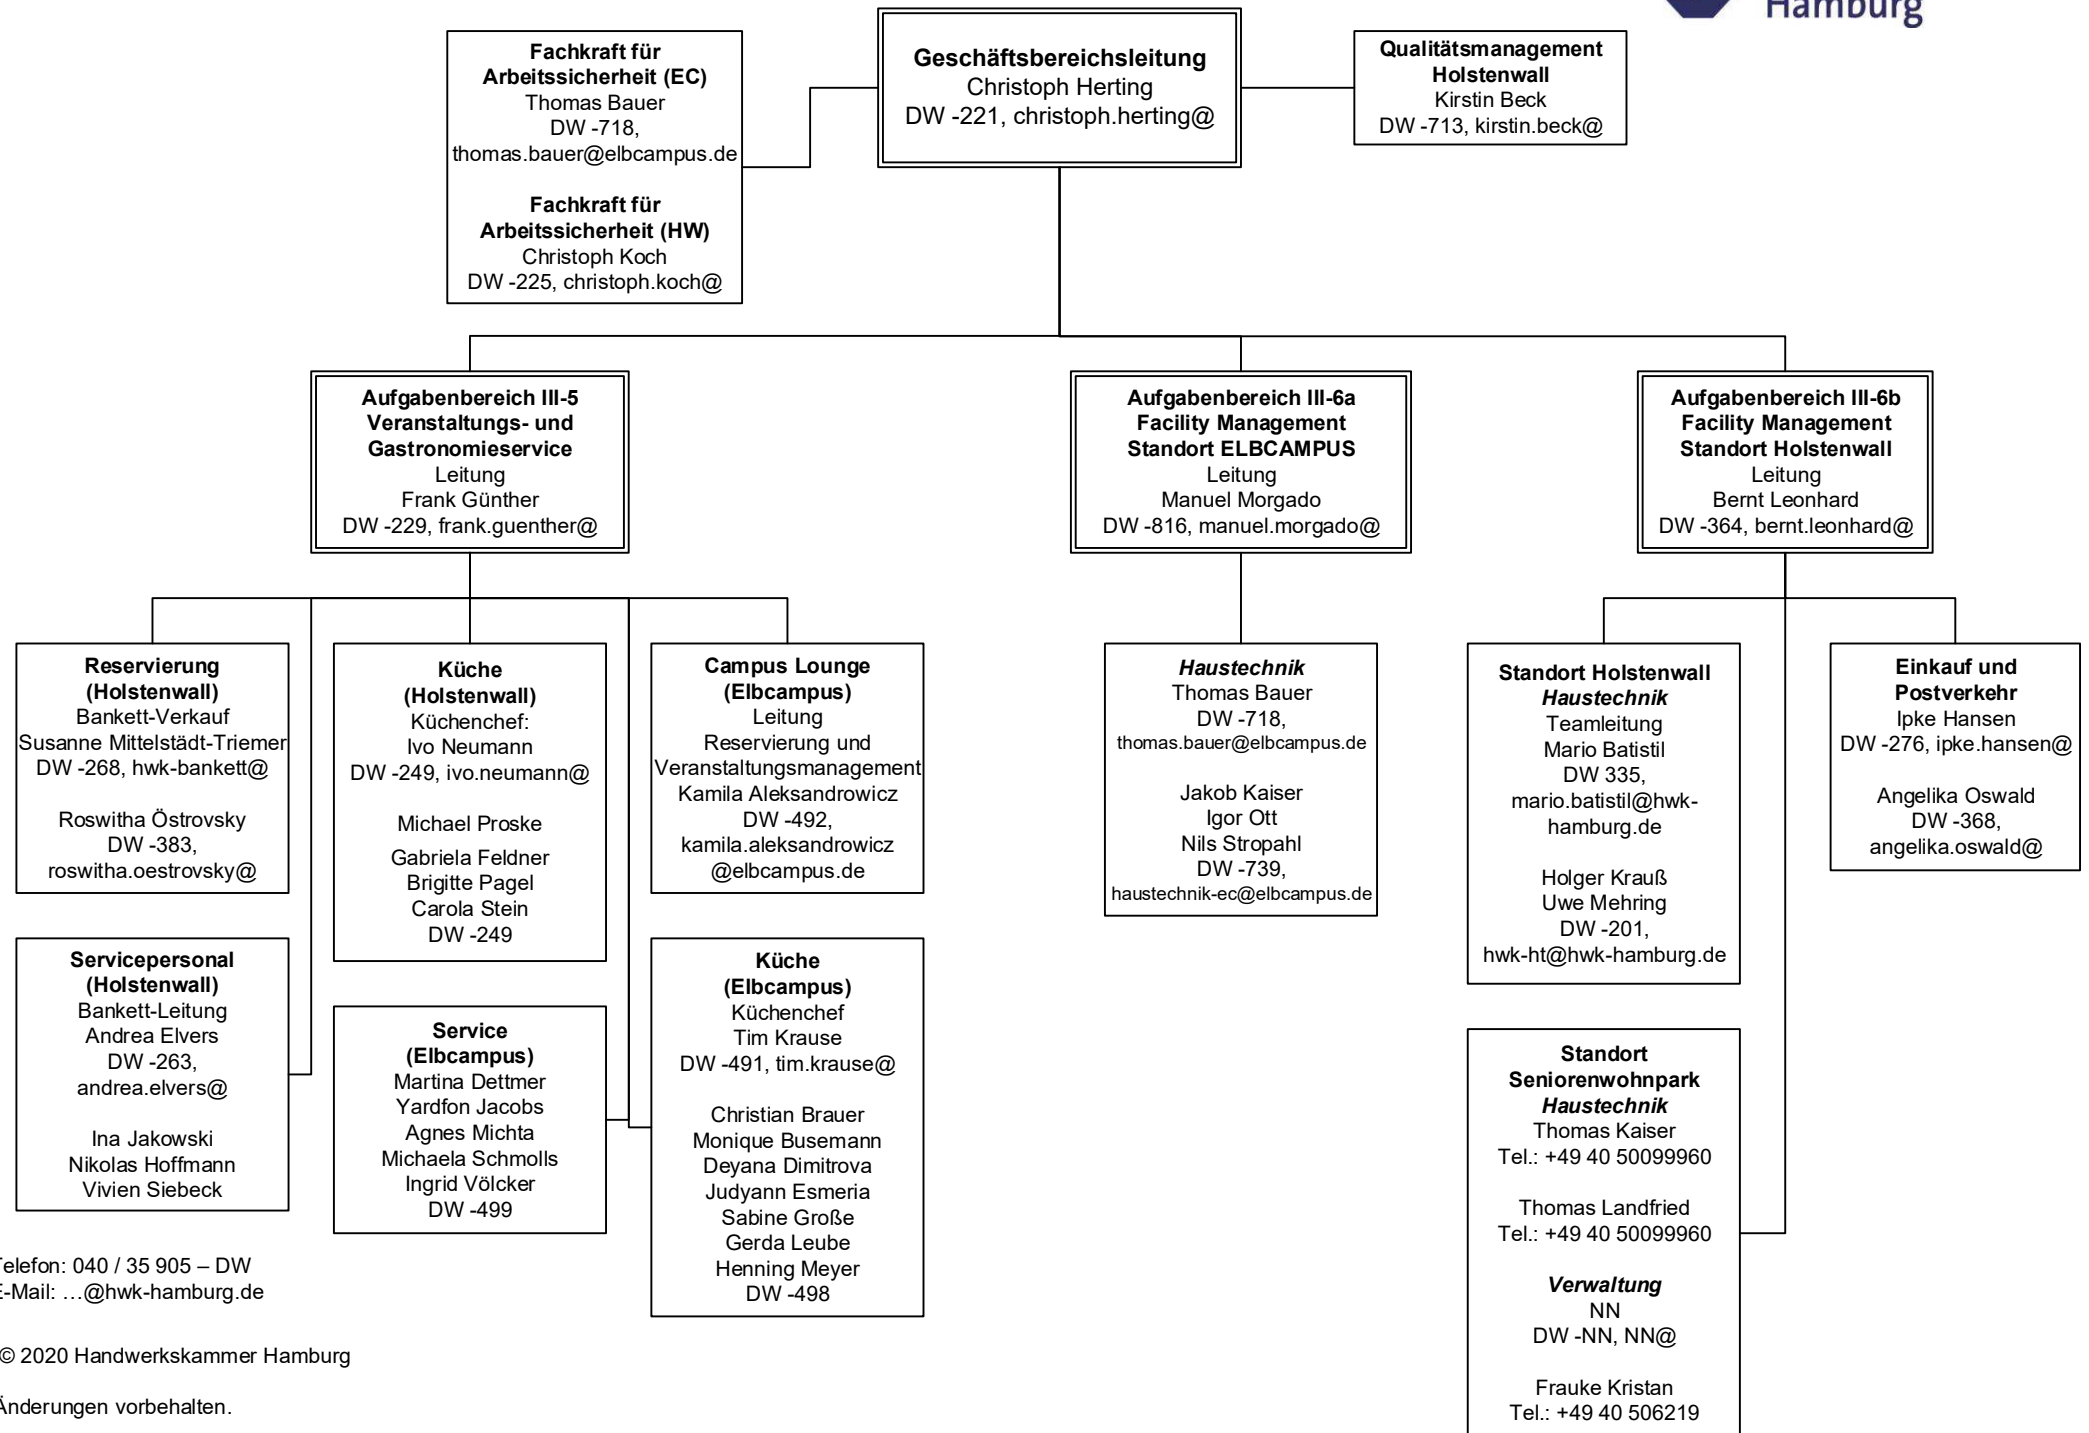 Hamburg
Fachkraft für
Arbeitssicherheit (EC)
Thomas Bauer
DW -718,
thomas.bauer@elbcampus.de
Fachkraft für
Arbeitssicherheit (HW)
Christoph Koch
DW -225, christoph.koch@
Geschäftsbereichsleitung
Christoph Herting
DW -221, christoph.herting@
Qualitätsmanagement
Holstenwall
Kirstin Beck
DW -713, kirstin.beck@
Aufgabenbereich III-5
Veranstaltungs- und
Gastronomieservice
Leitung
Frank Günther
DW -229, frank.guenther@
Aufgabenbereich III-6a
Facility Management
Standort ELBCAMPUS
Leitung
Manuel Morgado
DW -816, manuel.morgado@
Aufgabenbereich III-6b
Facility Management
Standort Holstenwall
Leitung
Bernt Leonhard
DW -364, bernt.leonhard@
Reservierung
(Holstenwall)
Bankett-Verkauf
Susanne Mittelstädt-Triemer
DW -268, hwk-bankett@
Roswitha Östrovsky
DW -383,
roswitha.oestrovsky@
Küche
(Holstenwall)
Küchenchef:
Ivo Neumann
DW -249, ivo.neumann@
Michael Proske
Gabriela Feldner
Brigitte Pagel
Carola Stein
DW -249
Campus Lounge
(Elbcampus)
Leitung
Reservierung und
Veranstaltungsmanagement
Kamila Aleksandrowicz
DW -492,
kamila.aleksandrowicz
@elbcampus.de
Haustechnik
Thomas Bauer
DW -718,
thomas.bauer@elbcampus.de
Jakob Kaiser
Igor Ott
Nils Stropahl
DW -739,
haustechnik-ec@elbcampus.de
Standort Holstenwall
Haustechnik
Teamleitung
Mario Batistil
DW 335,
mario.batistil@hwk-
hamburg.de
Holger Krauß
Uwe Mehring
DW -201,
hwk-ht@hwk-hamburg.de
Einkauf und
Postverkehr
Ipke Hansen
DW -276, ipke.hansen@
Angelika Oswald
DW -368,
angelika.oswald@
Servicepersonal
(Holstenwall)
Bankett-Leitung
Andrea Elvers
DW -263,
andrea.elvers@
Ina Jakowski
Nikolas Hoffmann
Vivien Siebeck
Service
(Elbcampus)
Martina Dettmer
Yardfon Jacobs
Agnes Michta
Michaela Schmolls
Ingrid Völcker
DW -499
Küche
(Elbcampus)
Küchenchef
Tim Krause
DW -491, tim.krause@
Christian Brauer
Monique Busemann
Deyana Dimitrova
Judyann Esmeria
Sabine Große
Gerda Leube
Henning Meyer
DW -498
Standort
Seniorenwohnpark
Haustechnik
Thomas Kaiser
Tel.: +49 40 50099960
Thomas Landfried
Tel.: +49 40 50099960
Verwaltung
NN
DW -NN, NN@
Frauke Kristan
Tel.: +49 40 506219
Telefon: 040 / 35 905 – DW
E-Mail: …@hwk-hamburg.de
© 2020 Handwerkskammer Hamburg
Änderungen vorbehalten.